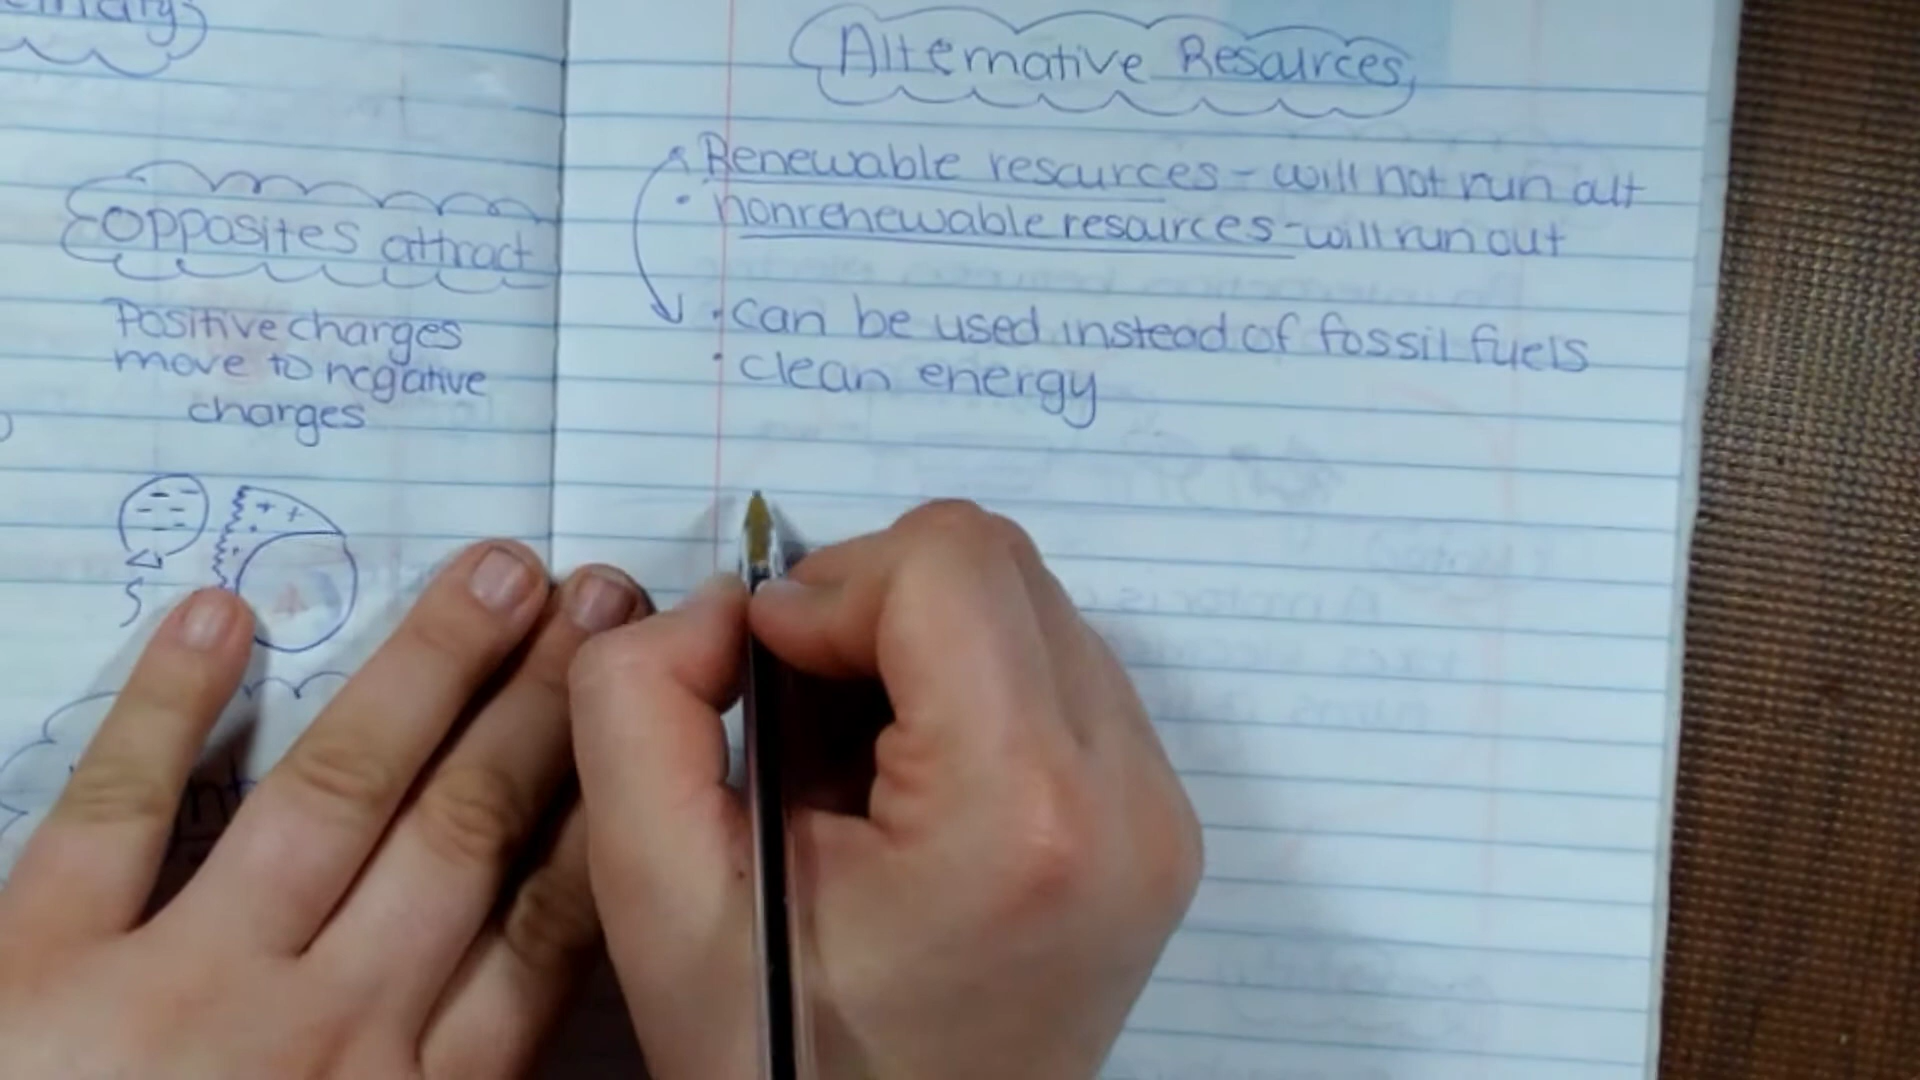 opposites attract
Positive charges
move to negative
charges
Alternative Resources
Renewable resources - will not run out
• nonrenewable resources - will run out
• can be used instead of fossil fuels
• clean energy